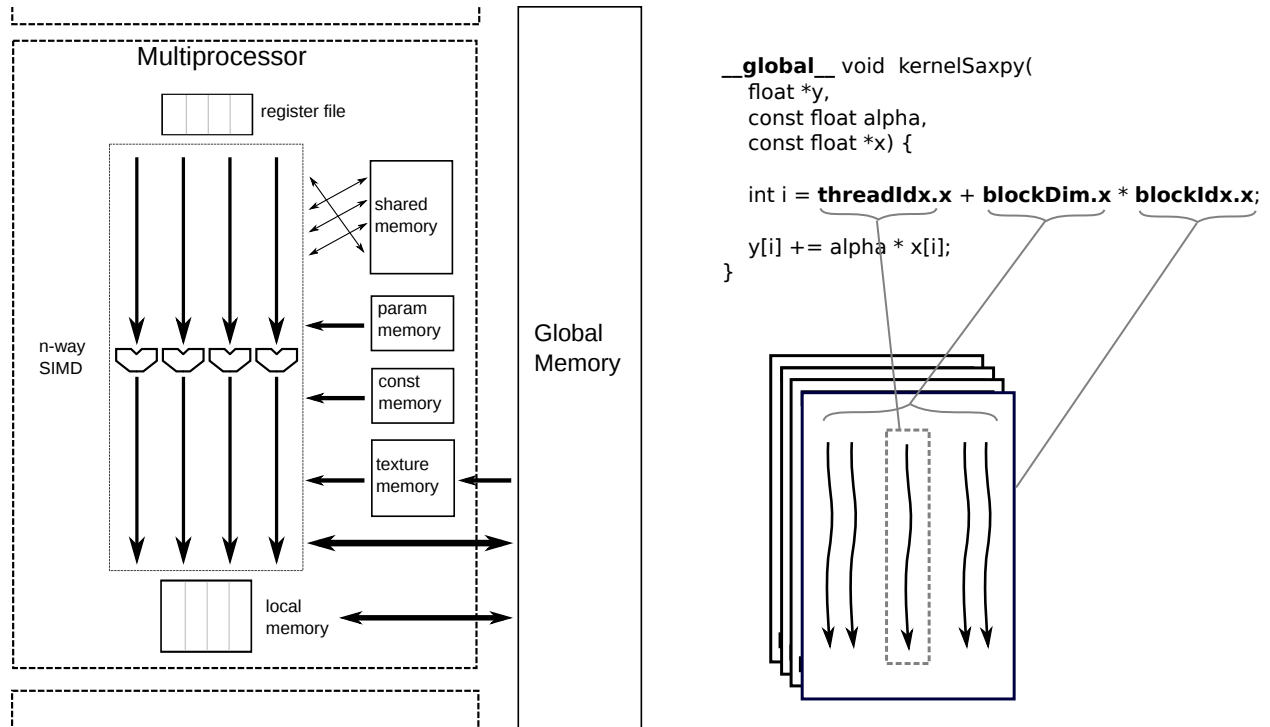 Multiprocessor
register file
shared
memory
param
memory
n-way
SIMD
const
memory
texture
memory
local
memory
Global
Memory
__global__ void kernelSaxpy(
float *y,
const float alpha,
const float *x) {
int i = threadIdx.x + blockDim.x * blockIdx.x;
y[i] += alpha * x[i];
}